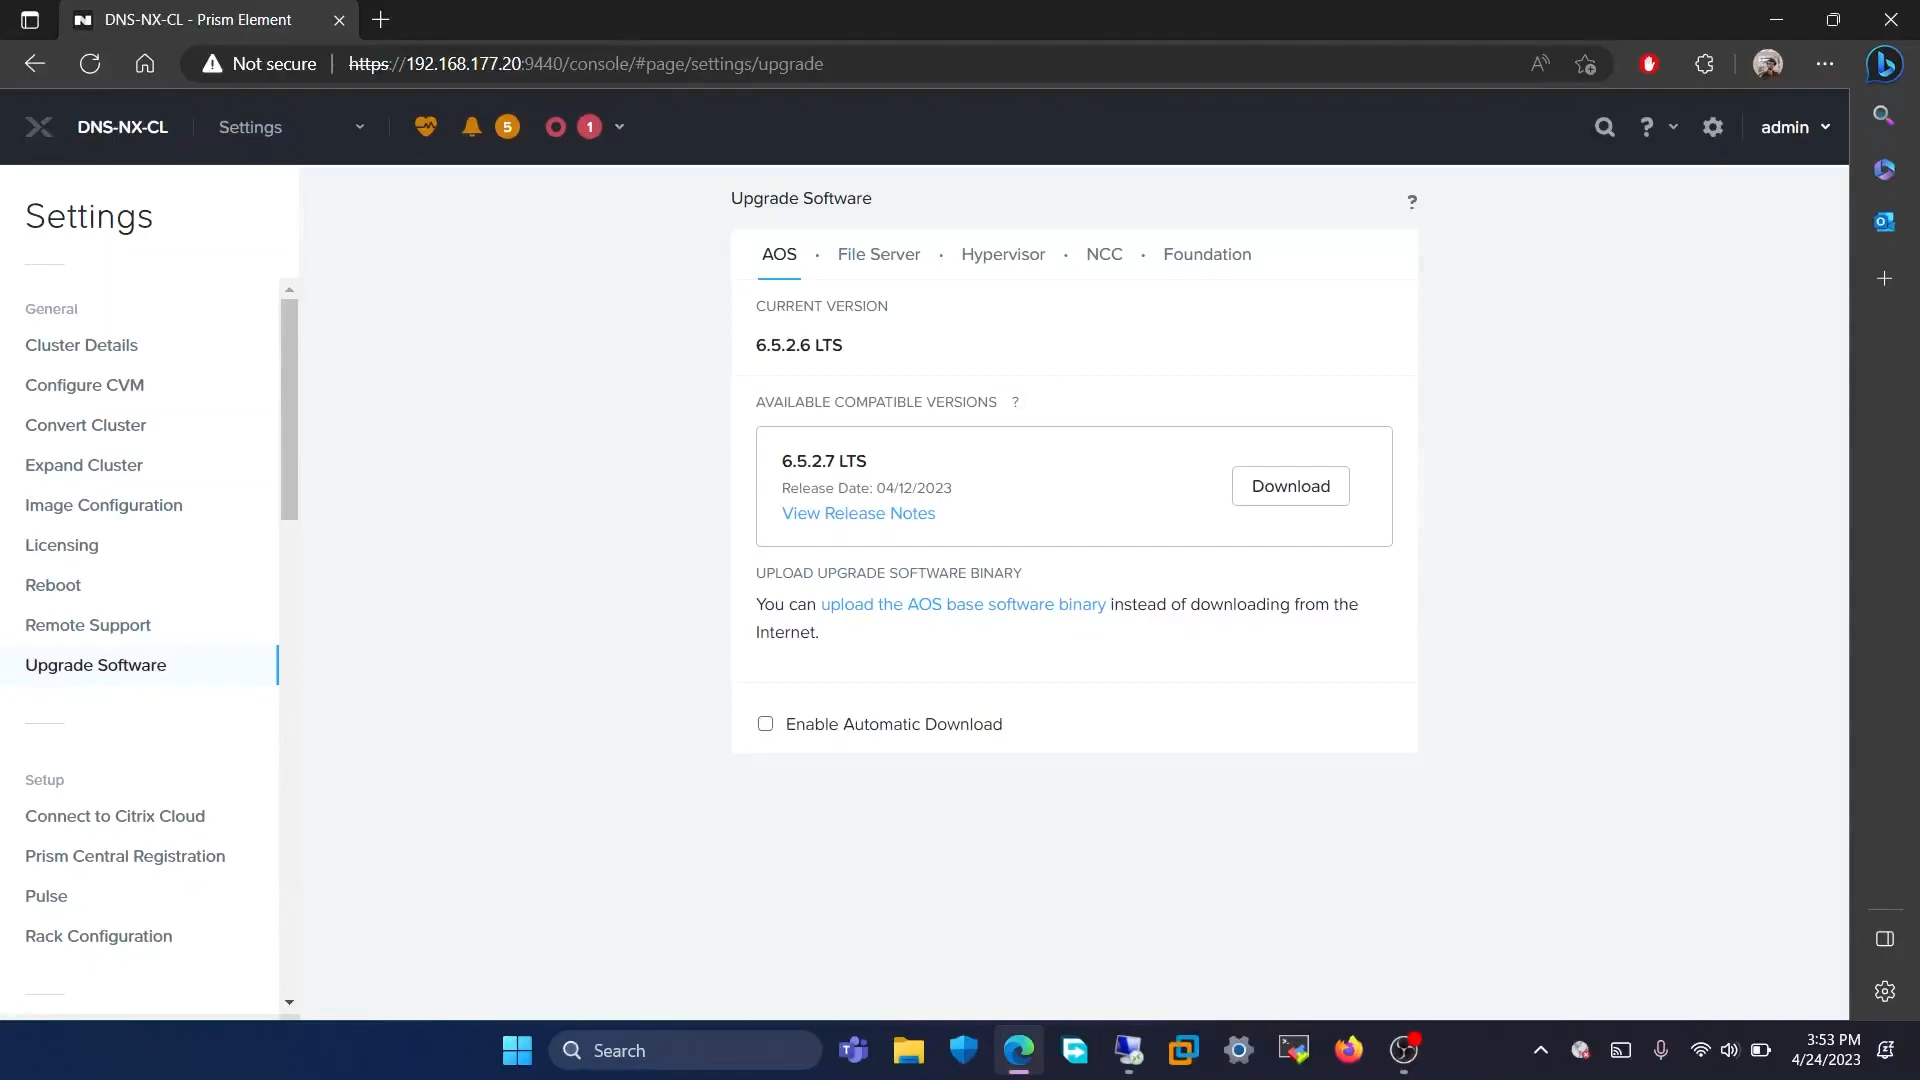 DNS-NX-CL - Prism Element
Not secure
https://192.168.177.20:9440/console/#page/settings/upgrade
DNS-NX-CL
Settings
5
1
?
admin
Settings
General
Cluster Details
Configure CVM
Convert Cluster
Expand Cluster
Image Configuration
Licensing
Reboot
Remote Support
Upgrade Software
Setup
Connect to Citrix Cloud
Prism Central Registration
Pulse
Rack Configuration
Upgrade Software
?
AOS · File Server · Hypervisor · NCC · Foundation
CURRENT VERSION
6.5.2.6 LTS
AVAILABLE COMPATIBLE VERSIONS ?
6.5.2.7 LTS
Release Date: 04/12/2023
View Release Notes
Download
UPLOAD UPGRADE SOFTWARE BINARY
You can upload the AOS base software binary instead of downloading from the
Internet.
Enable Automatic Download
Search
3:53 PM
4/24/2023